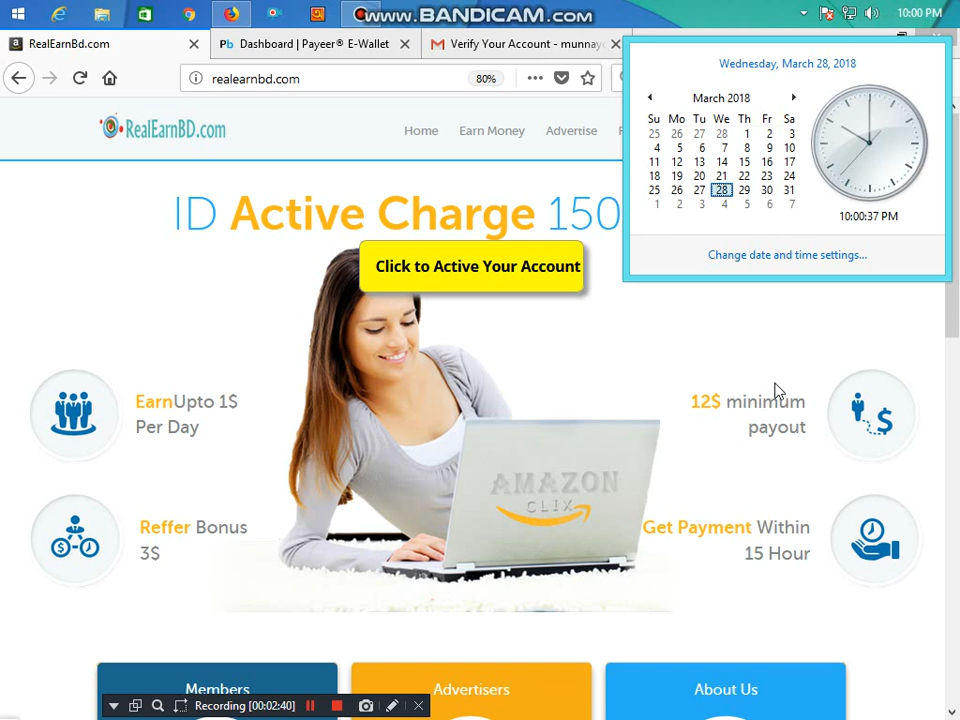 www.BANDICAM.com
10:00 PM
RealEarnBd.com
Dashboard | Payeer® E-Wallet
Verify Your Account - munnay
realearnbd.com
80%
RealEarnBD.com
Home
Earn Money
Advertise
Wednesday, March 28, 2018
March 2018
Su Mo Tu We Th Fr Sa
25 26 27 28 1 2 3
4 5 6 7 8 9 10
11 12 13 14 15 16 17
18 19 20 21 22 23 24
25 26 27 28 29 30 31
1 2 3 4 5 6 7
10:00:37 PM
Change date and time settings...
ID Active Charge 150
Click to Active Your Account
EarnUpto 1$
Per Day
12$ minimum
payout
AMAZON
CLIX
Reffer Bonus
3$
Get Payment Within
15 Hour
Members
Advertisers
About Us
Recording [00:02:40]